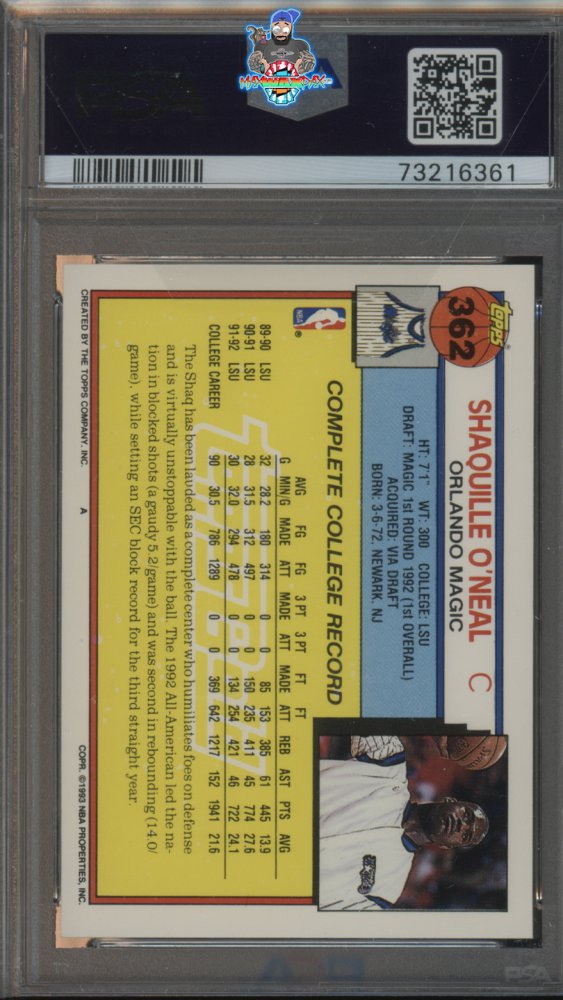 73216361
TOPPS®
362
SHAQUILLE O'NEAL C
ORLANDO MAGIC
HT: 7'1" WT: 300 COLLEGE: LSU
DRAFT: MAGIC 1st ROUND, 1992 (1st OVERALL)
ACQUIRED: VIA DRAFT
BORN: 3-6-72, NEWARK, NJ
COMPLETE COLLEGE RECORD
AVG FG FG 3 PT 3 PT FT FT
G MIN/G MADE ATT MADE ATT MADE ATT REB AST PTS AVG
89-90 LSU 32 28.2 180 314 0 0 85 153 385 61 445 13.9
90-91 LSU 28 31.5 312 497 0 0 150 235 411 45 774 27.6
91-92 LSU 30 32.0 294 478 0 0 134 254 421 46 722 24.1
COLLEGE CAREER 90 30.5 786 1289 0 0 369 642 1217 152 1941 21.6
The Shaq has been lauded as a complete center who humiliates foes on defense
and is virtually unstoppable with the ball. The 1992 All-American led the na-
tion in blocked shots (a gaudy 5.2/game) and was second in rebounding (14.0/
game), while setting an SEC block record for the third straight year.
NBA ®
CREATED BY THE TOPPS COMPANY, INC. A COPR. ©1993 NBA PROPERTIES, INC.
PSA